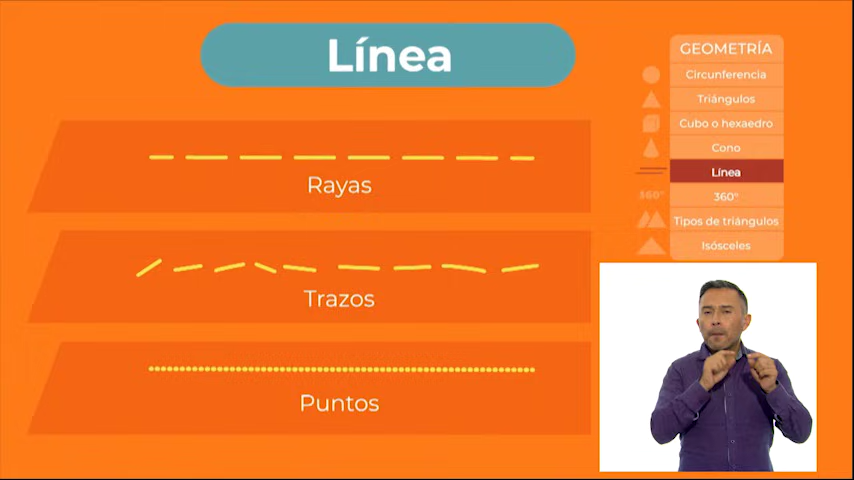 Línea
Rayas
Trazos
Puntos
GEOMETRÍA
Circunferencia
Triángulos
Cubo o hexaedro
Cono
Línea
360°
360°
Tipos de triángulos
Isósceles